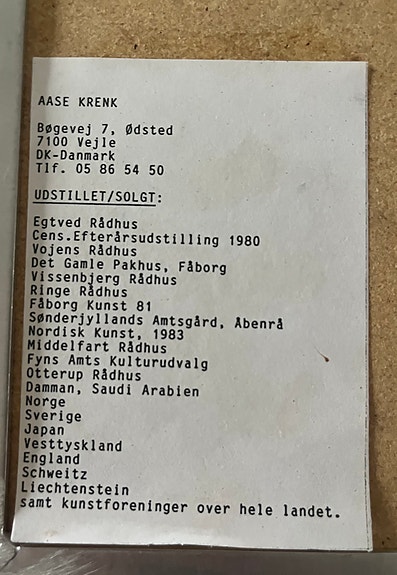 AASE KRENK
Bøgevej 7, Ødsted
7100 Vejle
DK-Danmark
Tlf. 05 86 54 50
UDSTILLET/SOLGT:
Egtved Rådhus
Cens.Efterårsudstilling 1980
Vojens Rådhus
Det Gamle Pakhus, Fåborg
Vissenbjerg Rådhus
Ringe Rådhus
Fåborg Kunst 81
Sønderjyllands Amtsgård, Åbenrå
Nordisk Kunst, 1983
Middelfart Rådhus
Fyns Amts Kulturudvalg
Otterup Rådhus
Damman, Saudi Arabien
Norge
Sverige
Japan
Vesttyskland
England
Schweitz
Liechtenstein
samt kunstforeninger over hele landet.